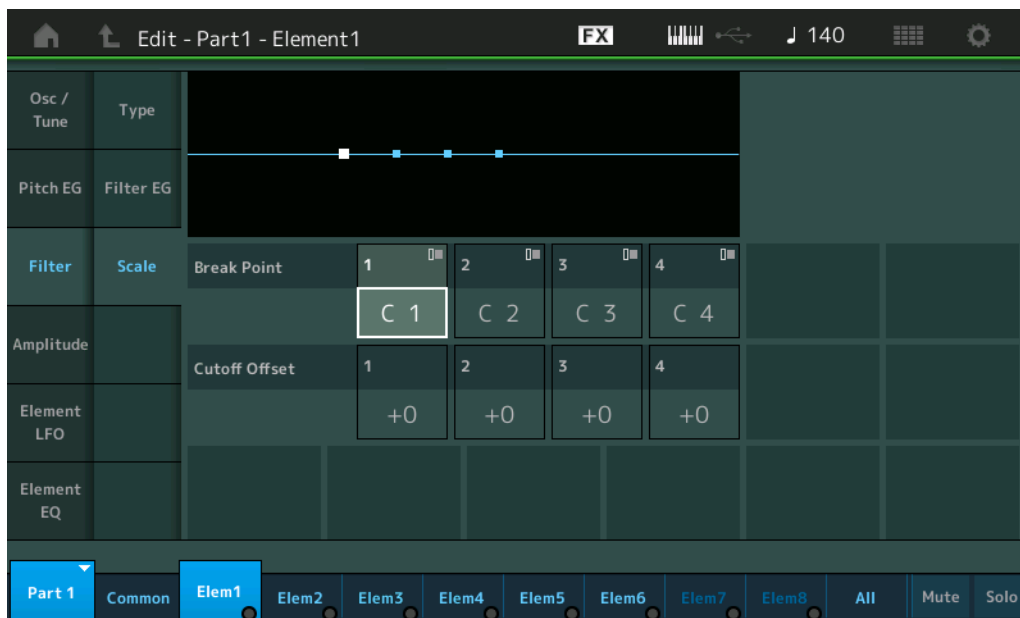 Edit - Part1 - Element1 FX ♩ 140
Osc /
Tune
Type
Pitch EG
Filter EG
Filter
Scale
Break Point 1 2 3 4
C 1 C 2 C 3 C 4
Amplitude
Cutoff Offset 1 2 3 4
+0 +0 +0 +0
Element
LFO
Element
EQ
Part 1 Common Elem1 Elem2 Elem3 Elem4 Elem5 Elem6 Elem7 Elem8 All Mute Solo